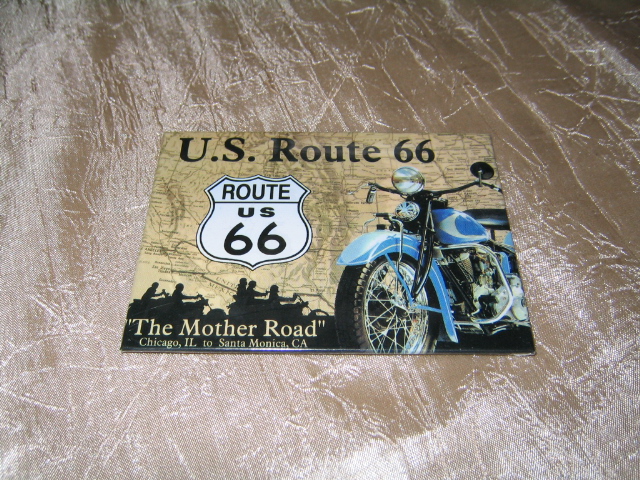 U.S. Route 66
ROUTE
US
66
"The Mother Road"
Chicago, IL to Santa Monica, CA